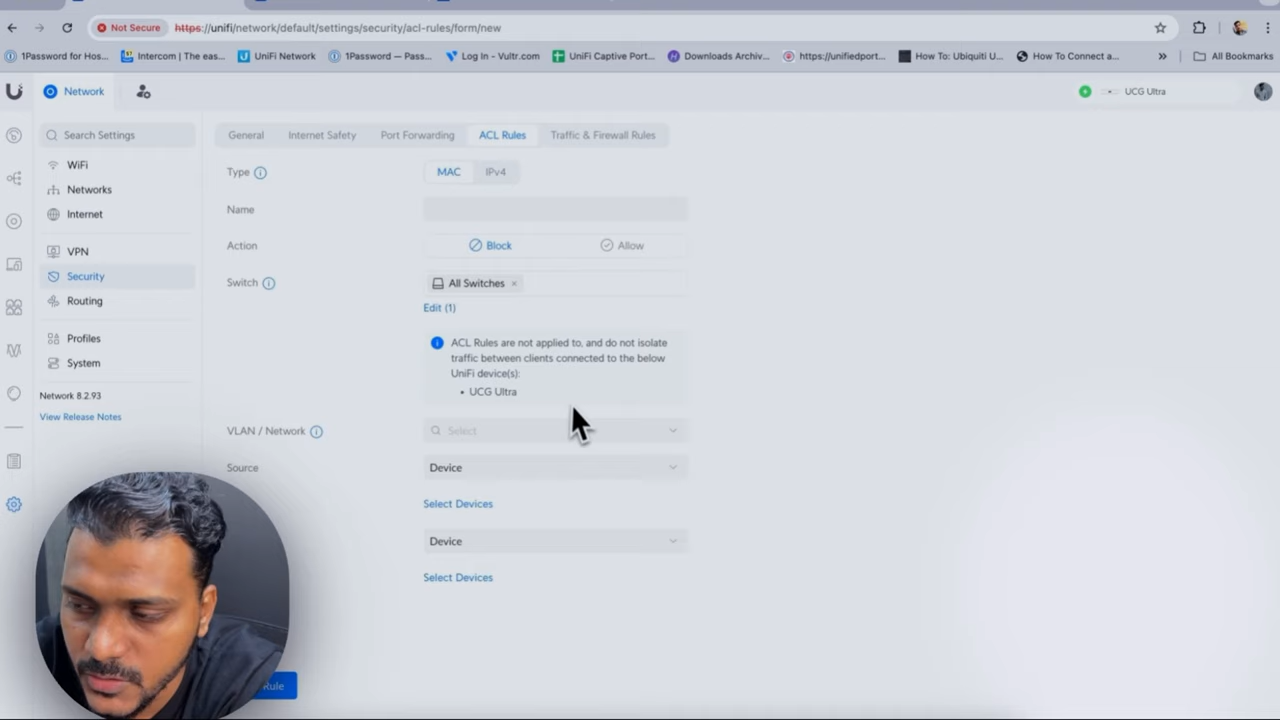 Not Secure https://unifi/network/default/settings/security/acl-rules/form/new
1Password for Hos... Intercom | The eas... UniFi Network 1Password — Pass... Log In - Vultr.com UniFi Captive Port... Downloads Archiv... https://unifiedport... How To: Ubiquiti U... How To Connect a... » All Bookmarks
Network UCG Ultra
Search Settings General Internet Safety Port Forwarding ACL Rules Traffic & Firewall Rules
WiFi
Type MAC IPv4
Networks
Name
Internet
Action Block Allow
VPN
Security
Switch All Switches ×
Routing
Edit (1)
Profiles
ACL Rules are not applied to, and do not isolate
traffic between clients connected to the below
UniFi device(s):
• UCG Ultra
System
Network 8.2.93
View Release Notes
VLAN / Network Select
Source Device
Select Devices
Device
Select Devices
Rule